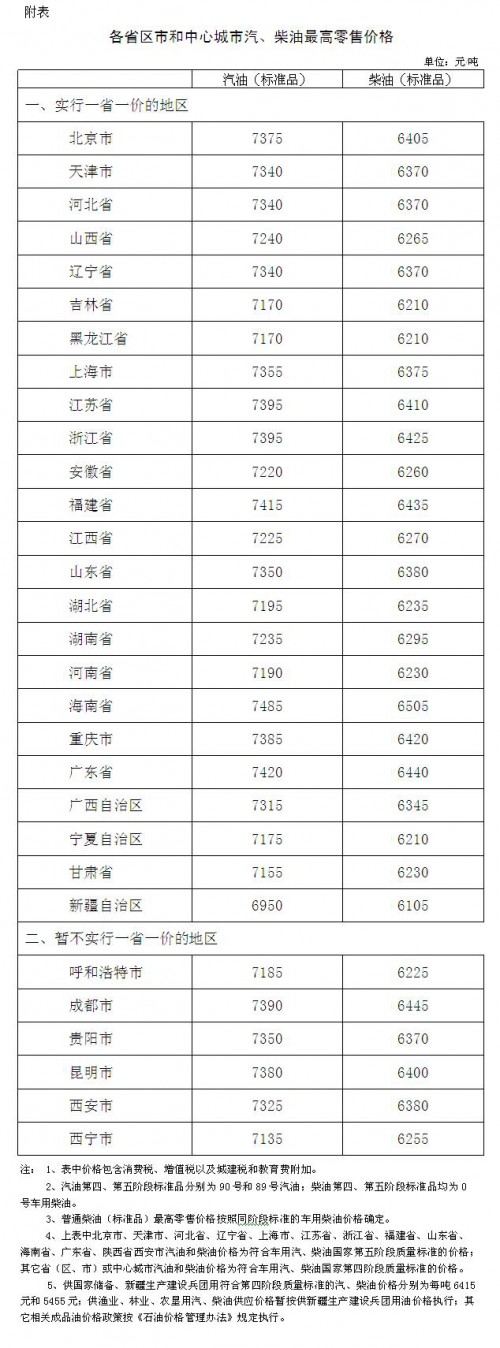 附表
各省区市和中心城市汽、柴油最高零售价格
单位：元/吨
汽油（标准品） 柴油（标准品）
一、实行一省一价的地区
北京市 7375 6405
天津市 7340 6370
河北省 7340 6370
山西省 7240 6265
辽宁省 7340 6370
吉林省 7170 6210
黑龙江省 7170 6210
上海市 7355 6375
江苏省 7395 6410
浙江省 7395 6425
安徽省 7220 6260
福建省 7415 6435
江西省 7225 6270
山东省 7350 6380
湖北省 7195 6235
湖南省 7235 6295
河南省 7190 6230
海南省 7485 6505
重庆市 7385 6420
广东省 7420 6440
广西自治区 7315 6345
宁夏自治区 7175 6210
甘肃省 7155 6230
新疆自治区 6950 6105
二、暂不实行一省一价的地区
呼和浩特市 7185 6225
成都市 7390 6445
贵阳市 7350 6370
昆明市 7380 6400
西安市 7325 6380
西宁市 7135 6255
注： 1、表中价格包含消费税、增值税以及城建税和教育费附加。
2、汽油第四、第五阶段标准品分别为90号和89号汽油；柴油第四、第五阶段标准品均为0
号车用柴油。
3、普通柴油（标准品）最高零售价格按照同阶段标准的车用柴油价格确定。
4、上表中北京市、天津市、河北省、辽宁省、上海市、江苏省、浙江省、福建省、山东省、
海南省、广东省、陕西省西安市汽油和柴油价格为符合车用汽、柴油国家第五阶段质量标准的价格；
其它省（区、市）或中心城市汽油和柴油价格为符合车用汽、柴油国家第四阶段质量标准的价格。
5、供国家储备、新疆生产建设兵团用符合第四阶段质量标准的汽、柴油价格分别为每吨6415
元和5455元；供渔业、林业、农垦用汽、柴油供应价格暂按供新疆生产建设兵团用油价格执行；其
它相关成品油价格政策按《石油价格管理办法》规定执行。